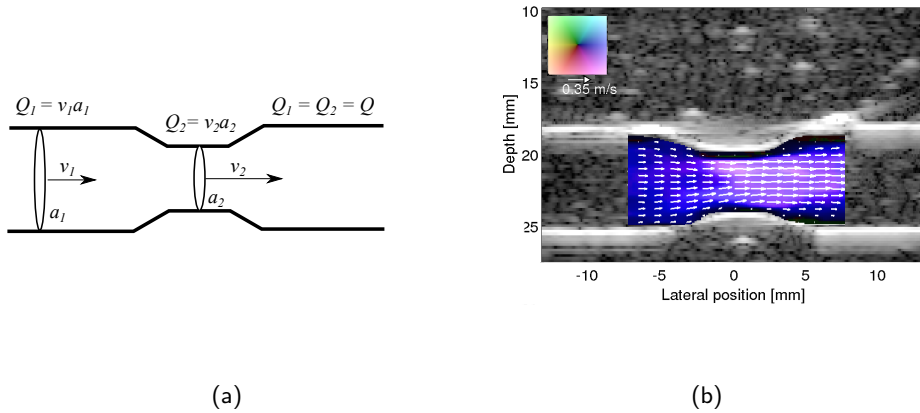 Q₁ = v₁a₁
Q₂ = v₂a₂
Q₁ = Q₂ = Q
v₁
v₂
a₁
a₂
(a)
0.35 m/s
Depth [mm]
10
15
20
25
-10 -5 0 5 10
Lateral position [mm]
(b)